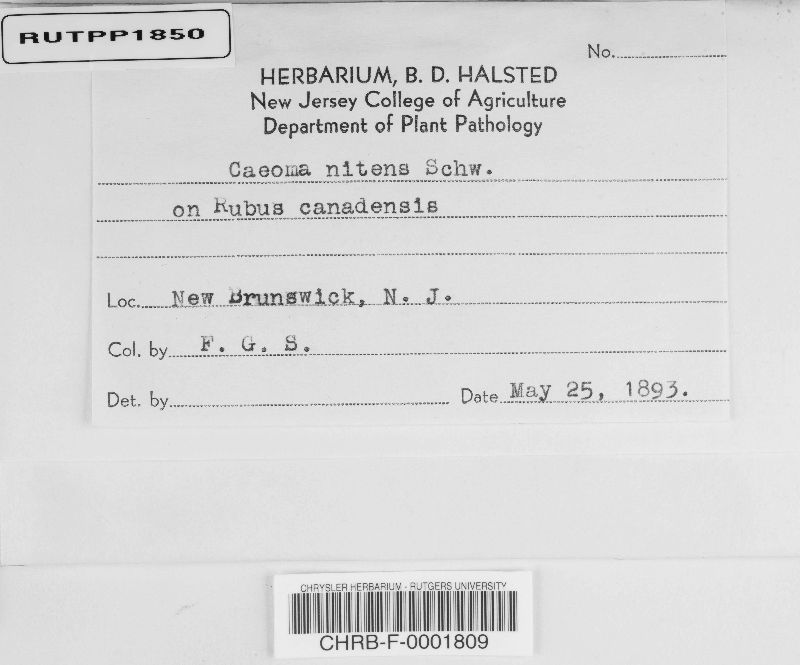 RUTPP1850
No.
HERBARIUM, B. D. HALSTED
New Jersey College of Agriculture
Department of Plant Pathology
Caeoma nitens Schw.
on Rubus canadensis
Loc. New Brunswick, N. J.
Col. by F. G. S.
Det. by
Date May 25, 1893.
CHRYSLER HERBARIUM - RUTGERS UNIVERSITY
CHRB-F-0001809